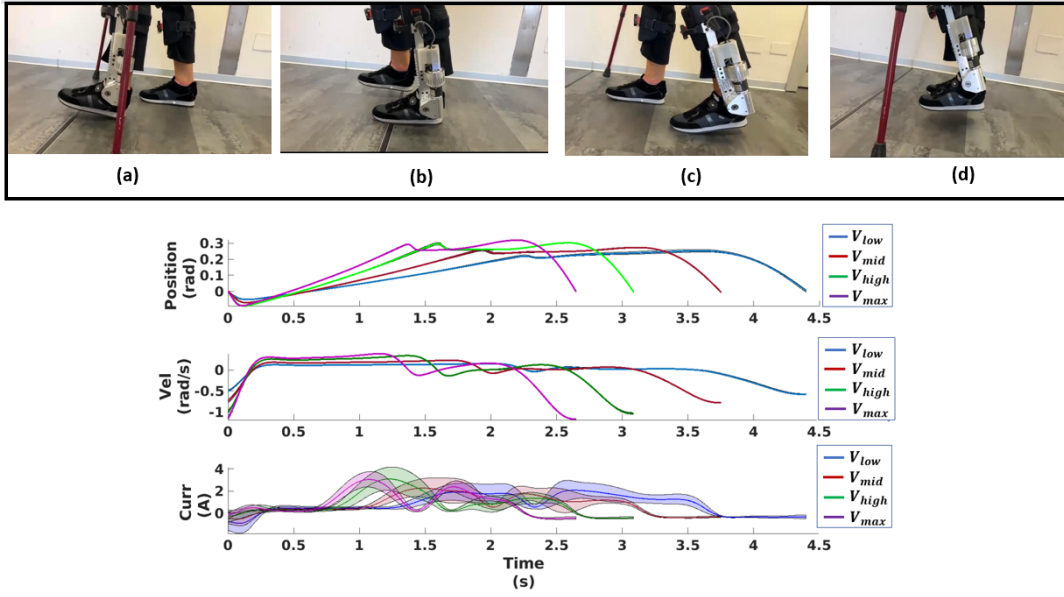 (a) (b) (c) (d)
Position
(rad)
0.3
0.2
0.1
0
0 0.5 1 1.5 2 2.5 3 3.5 4 4.5
V_low
V_mid
V_high
V_max
Vel
(rad/s)
0
-0.5
-1
0 0.5 1 1.5 2 2.5 3 3.5 4 4.5
V_low
V_mid
V_high
V_max
Curr
(A)
4
2
0
0 0.5 1 1.5 2 2.5 3 3.5 4 4.5
Time
(s)
V_low
V_mid
V_high
V_max